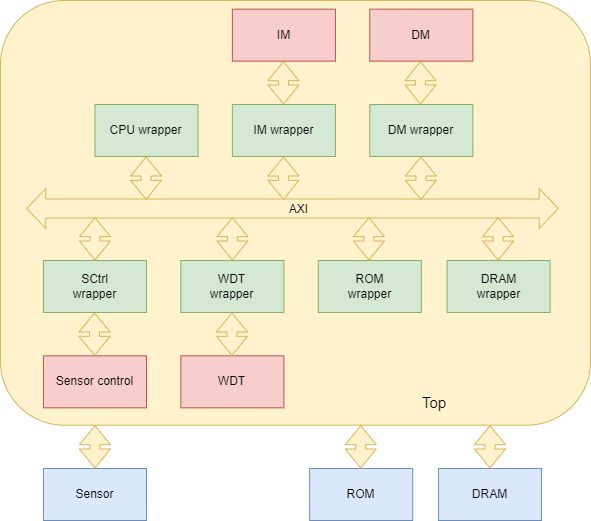 IM
DM
CPU wrapper
IM wrapper
DM wrapper
AXI
SCtrl
wrapper
WDT
wrapper
ROM
wrapper
DRAM
wrapper
Sensor control
WDT
Top
Sensor
ROM
DRAM